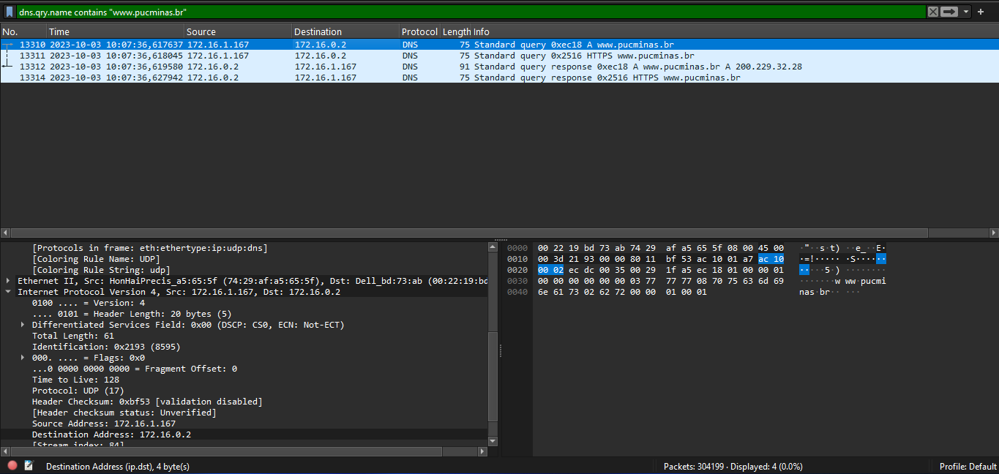 dns.qry.name contains "www.pucminas.br"
No. Time Source Destination Protocol Length Info
13310 2023-10-03 10:07:36,617637 172.16.1.167 172.16.0.2 DNS 75 Standard query 0xec18 A www.pucminas.br
13311 2023-10-03 10:07:36,618045 172.16.1.167 172.16.0.2 DNS 75 Standard query 0x2516 HTTPS www.pucminas.br
13312 2023-10-03 10:07:36,619580 172.16.0.2 172.16.1.167 DNS 91 Standard query response 0xec18 A www.pucminas.br A 200.229.32.28
13314 2023-10-03 10:07:36,627942 172.16.0.2 172.16.1.167 DNS 75 Standard query response 0x2516 HTTPS www.pucminas.br
[Protocols in frame: eth:ethertype:ip:udp:dns]
[Coloring Rule Name: UDP]
[Coloring Rule String: udp]
Ethernet II, Src: HonHaiPrecis_a5:65:5f (74:29:af:a5:65:5f), Dst: Dell_bd:73:ab (00:22:19:bd
Internet Protocol Version 4, Src: 172.16.1.167, Dst: 172.16.0.2
0100 .... = Version: 4
.... 0101 = Header Length: 20 bytes (5)
Differentiated Services Field: 0x00 (DSCP: CS0, ECN: Not-ECT)
Total Length: 61
Identification: 0x2193 (8595)
000. .... = Flags: 0x0
...0 0000 0000 0000 = Fragment Offset: 0
Time to Live: 128
Protocol: UDP (17)
Header Checksum: 0xbf53 [validation disabled]
[Header checksum status: Unverified]
Source Address: 172.16.1.167
Destination Address: 172.16.0.2
[Stream index: 84]
0000 00 22 19 bd 73 ab 74 29 af a5 65 5f 08 00 45 00 ·"··s·t) ··e_··E·
0010 00 3d 21 93 00 00 80 11 bf 53 ac 10 01 a7 ac 10 ·=!····· ·S······
0020 00 02 ec dc 00 35 00 29 1f a5 ec 18 01 00 00 01 ·····5·) ········
0030 00 00 00 00 00 00 03 77 77 77 08 70 75 63 6d 69 ·······w ww·pucmi
0040 6e 61 73 02 62 72 00 00 01 00 01 nas·br·· ···
Destination Address (ip.dst), 4 byte(s)
Packets: 304199 · Displayed: 4 (0.0%)
Profile: Default